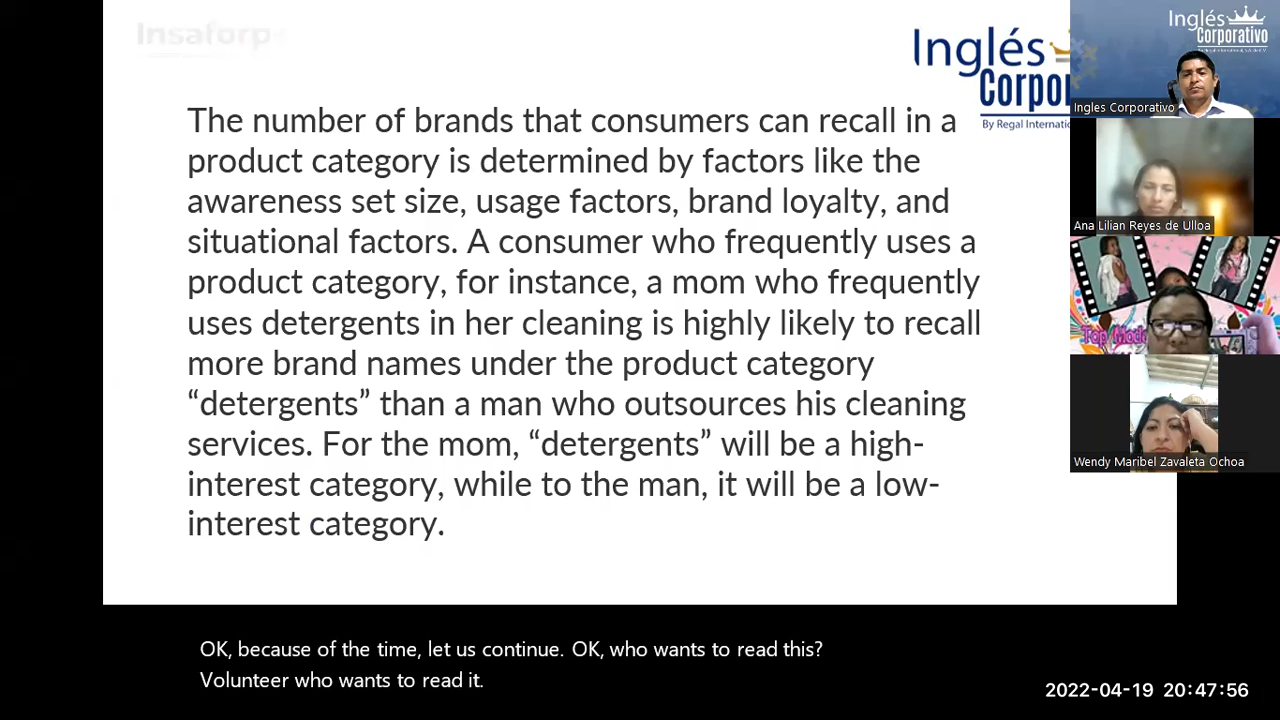 Insaforp
Inglés
Corpo
By Regal Internatio
The number of brands that consumers can recall in a
product category is determined by factors like the
awareness set size, usage factors, brand loyalty, and
situational factors. A consumer who frequently uses a
product category, for instance, a mom who frequently
uses detergents in her cleaning is highly likely to recall
more brand names under the product category
“detergents” than a man who outsources his cleaning
services. For the mom, “detergents” will be a high-
interest category, while to the man, it will be a low-
interest category.
Inglés
Corporativo
Ingles Corporativo
Ana Lilian Reyes de Ulloa
Wendy Maribel Zavaleta Ochoa
OK, because of the time, let us continue. OK, who wants to read this?
Volunteer who wants to read it.
2022-04-19 20:47:56